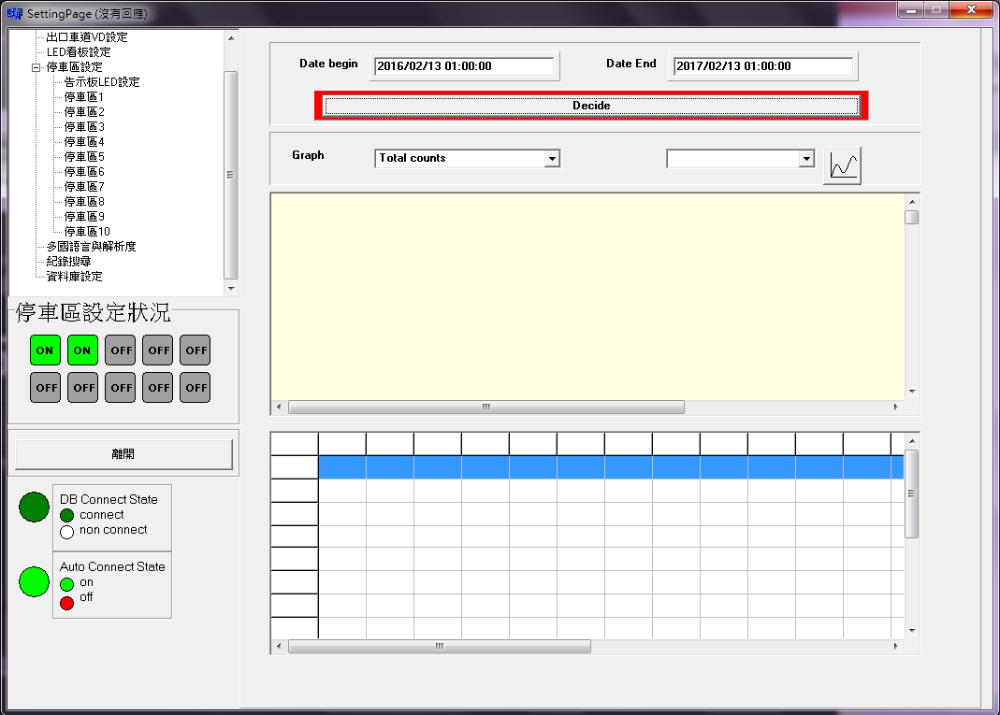 SettingPage (沒有回應)
出口車道VD設定
LED看板設定
停車區設定
告示板LED設定
停車區1
停車區2
停車區3
停車區4
停車區5
停車區6
停車區7
停車區8
停車區9
停車區10
多國語言與解析度
紀錄搜尋
資料庫設定
停車區設定狀況
ON ON OFF OFF OFF
OFF OFF OFF OFF OFF
離開
DB Connect State
connect
non connect
Auto Connect State
on
off
Date begin 2016/02/13 01:00:00 Date End 2017/02/13 01:00:00
Decide
Graph Total counts